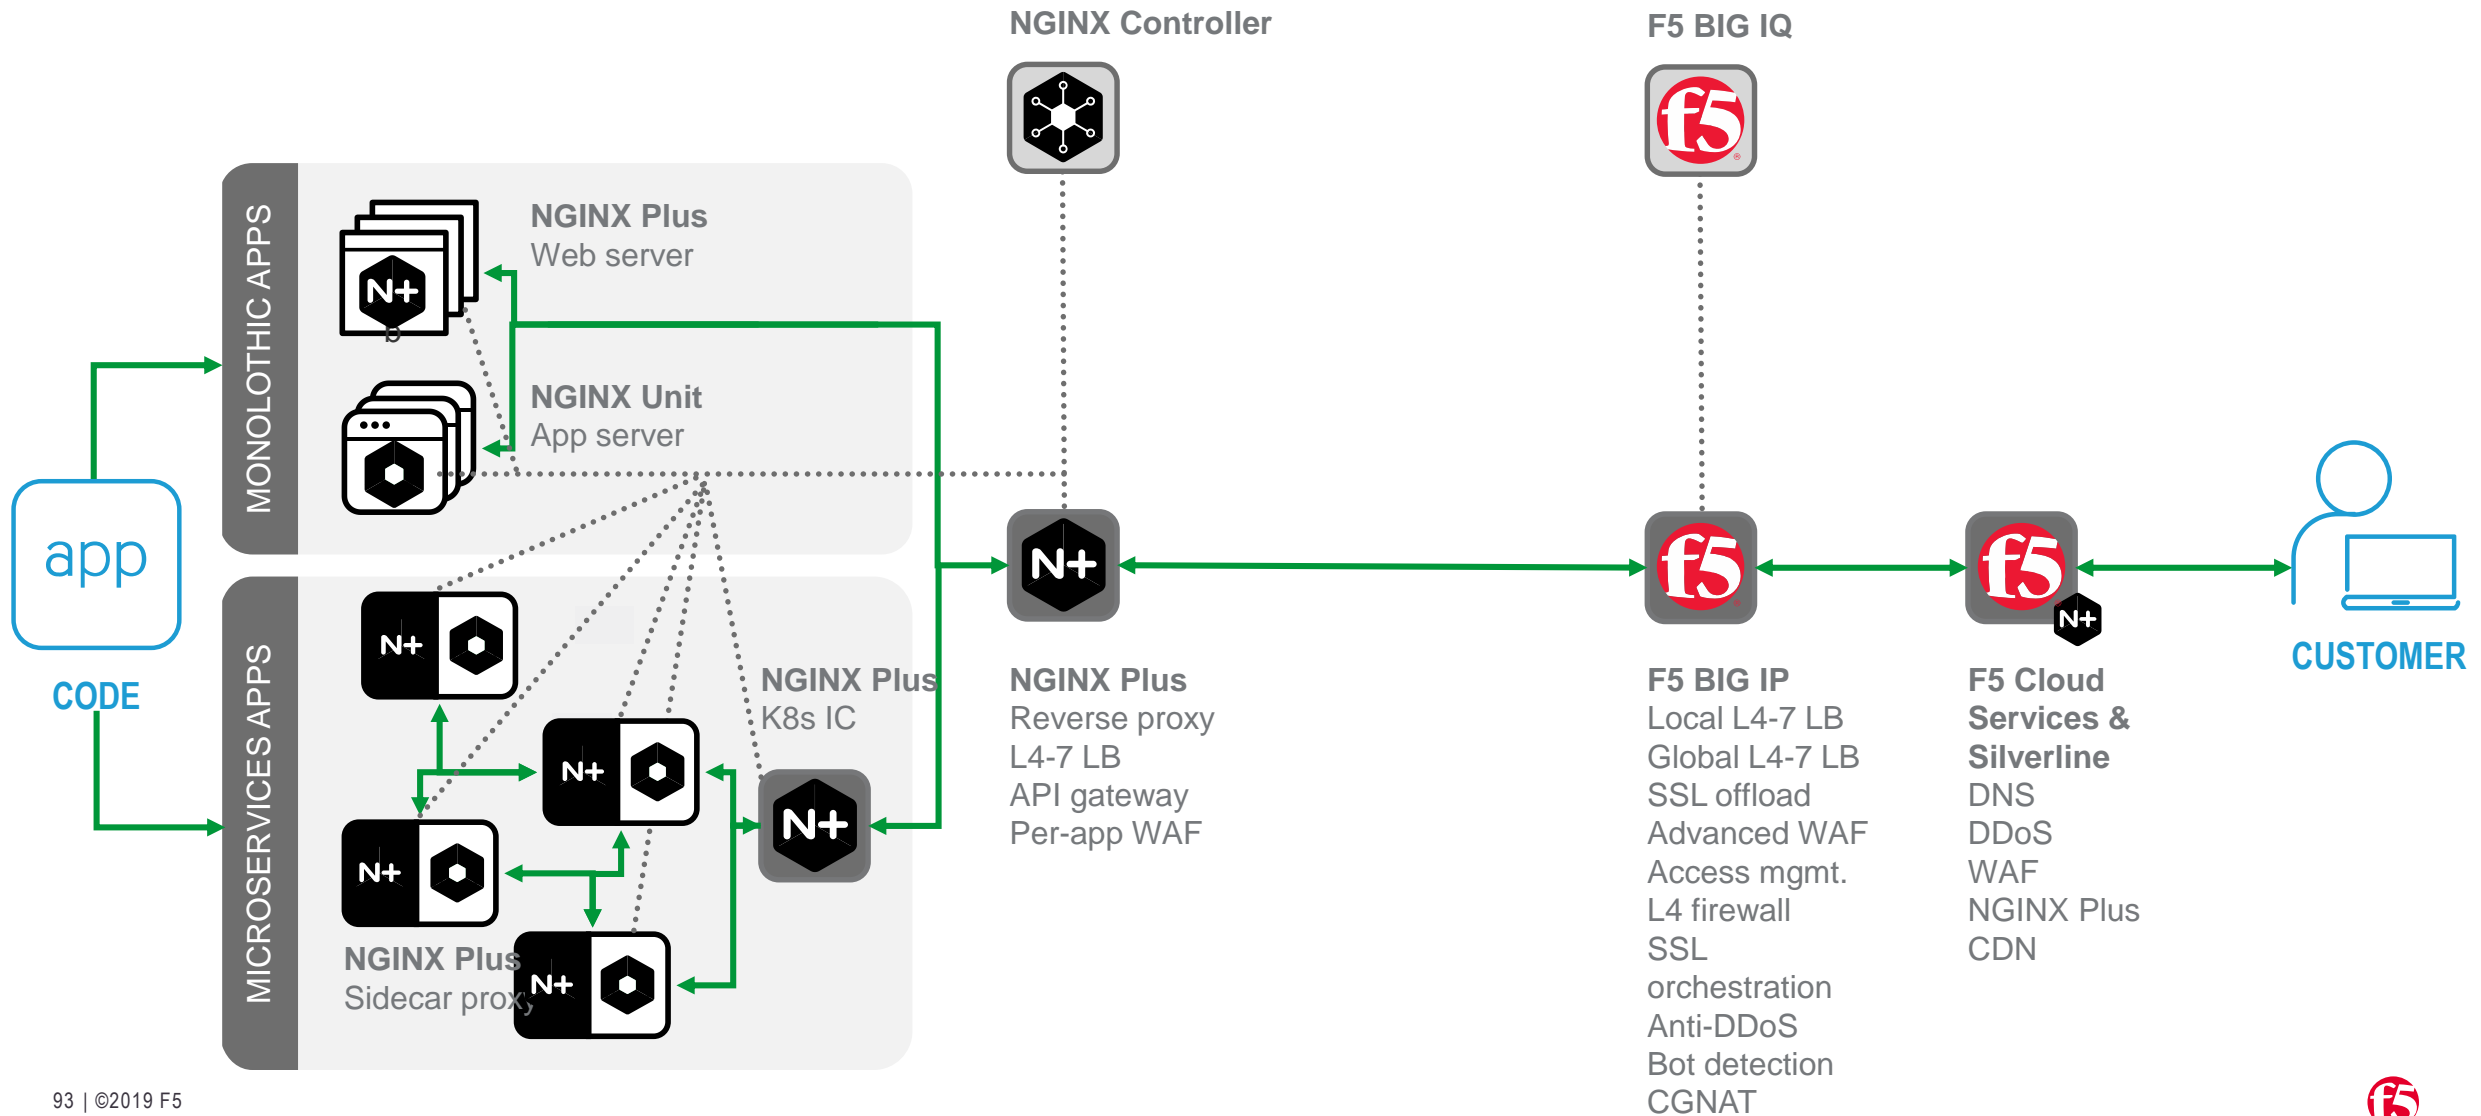 NGINX Controller
F5 BIG IQ
f5
MONOLOTHIC APPS
NGINX Plus
Web server
N+
NGINX Unit
App server
app
CODE
MICROSERVICES APPS
N+
N+
N+
N+
NGINX Plus
Sidecar proxy
NGINX Plus
K8s IC
N+
N+
NGINX Plus
Reverse proxy
L4-7 LB
API gateway
Per-app WAF
f5
F5 BIG IP
Local L4-7 LB
Global L4-7 LB
SSL offload
Advanced WAF
Access mgmt.
L4 firewall
SSL
orchestration
Anti-DDoS
Bot detection
CGNAT
f5
N+
F5 Cloud
Services &
Silverline
DNS
DDoS
WAF
NGINX Plus
CDN
CUSTOMER
93 | ©2019 F5
f5